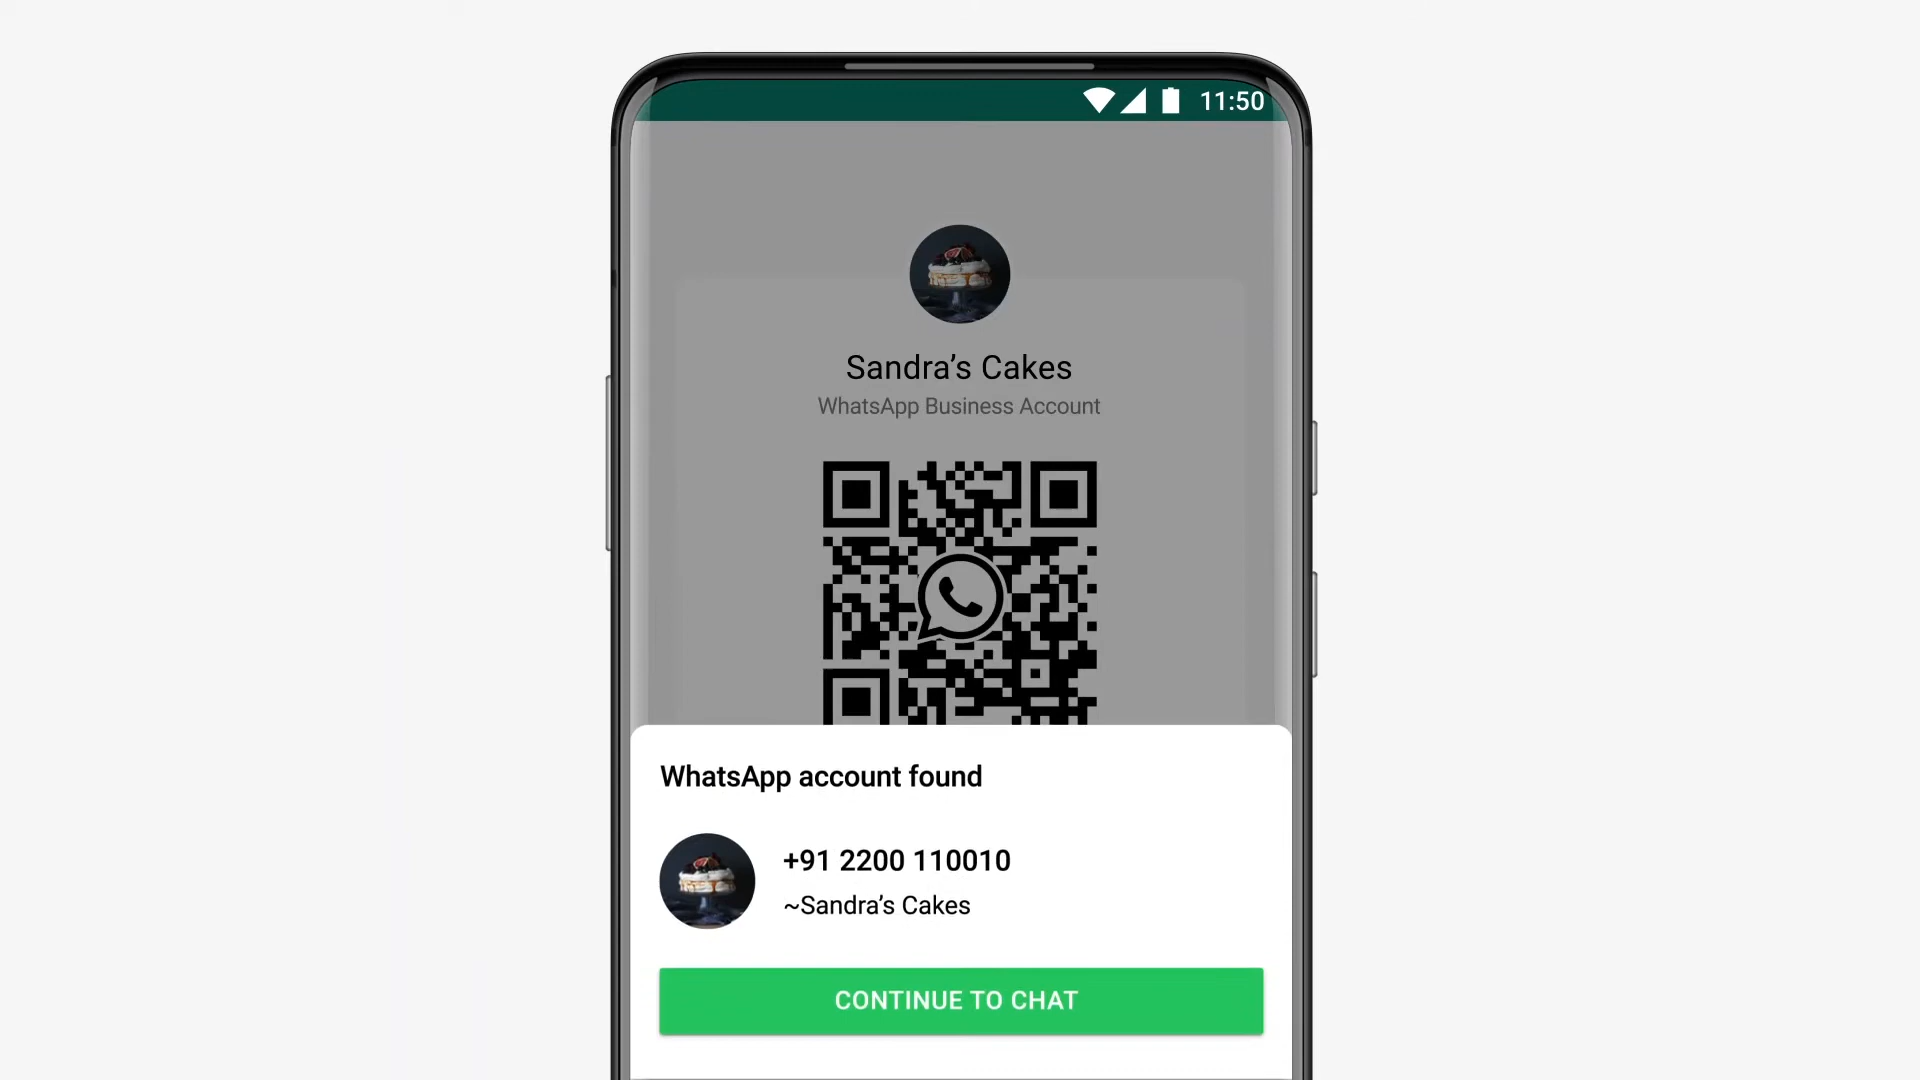 11:50
Sandra’s Cakes
WhatsApp Business Account
WhatsApp account found
+91 2200 110010
~Sandra’s Cakes
CONTINUE TO CHAT